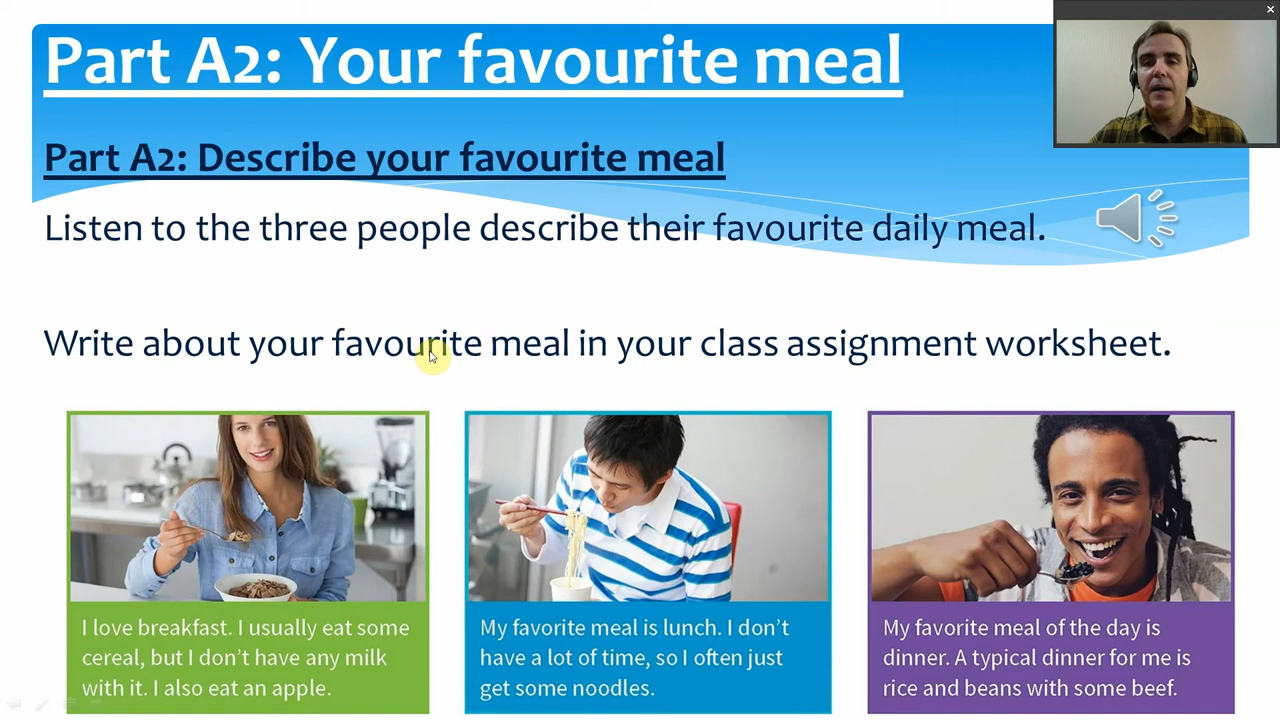 Part A2: Your favourite meal
Part A2: Describe your favourite meal
Listen to the three people describe their favourite daily meal.
Write about your favourite meal in your class assignment worksheet.
I love breakfast. I usually eat some
cereal, but I don't have any milk
with it. I also eat an apple.
My favorite meal is lunch. I don't
have a lot of time, so I often just
get some noodles.
My favorite meal of the day is
dinner. A typical dinner for me is
rice and beans with some beef.